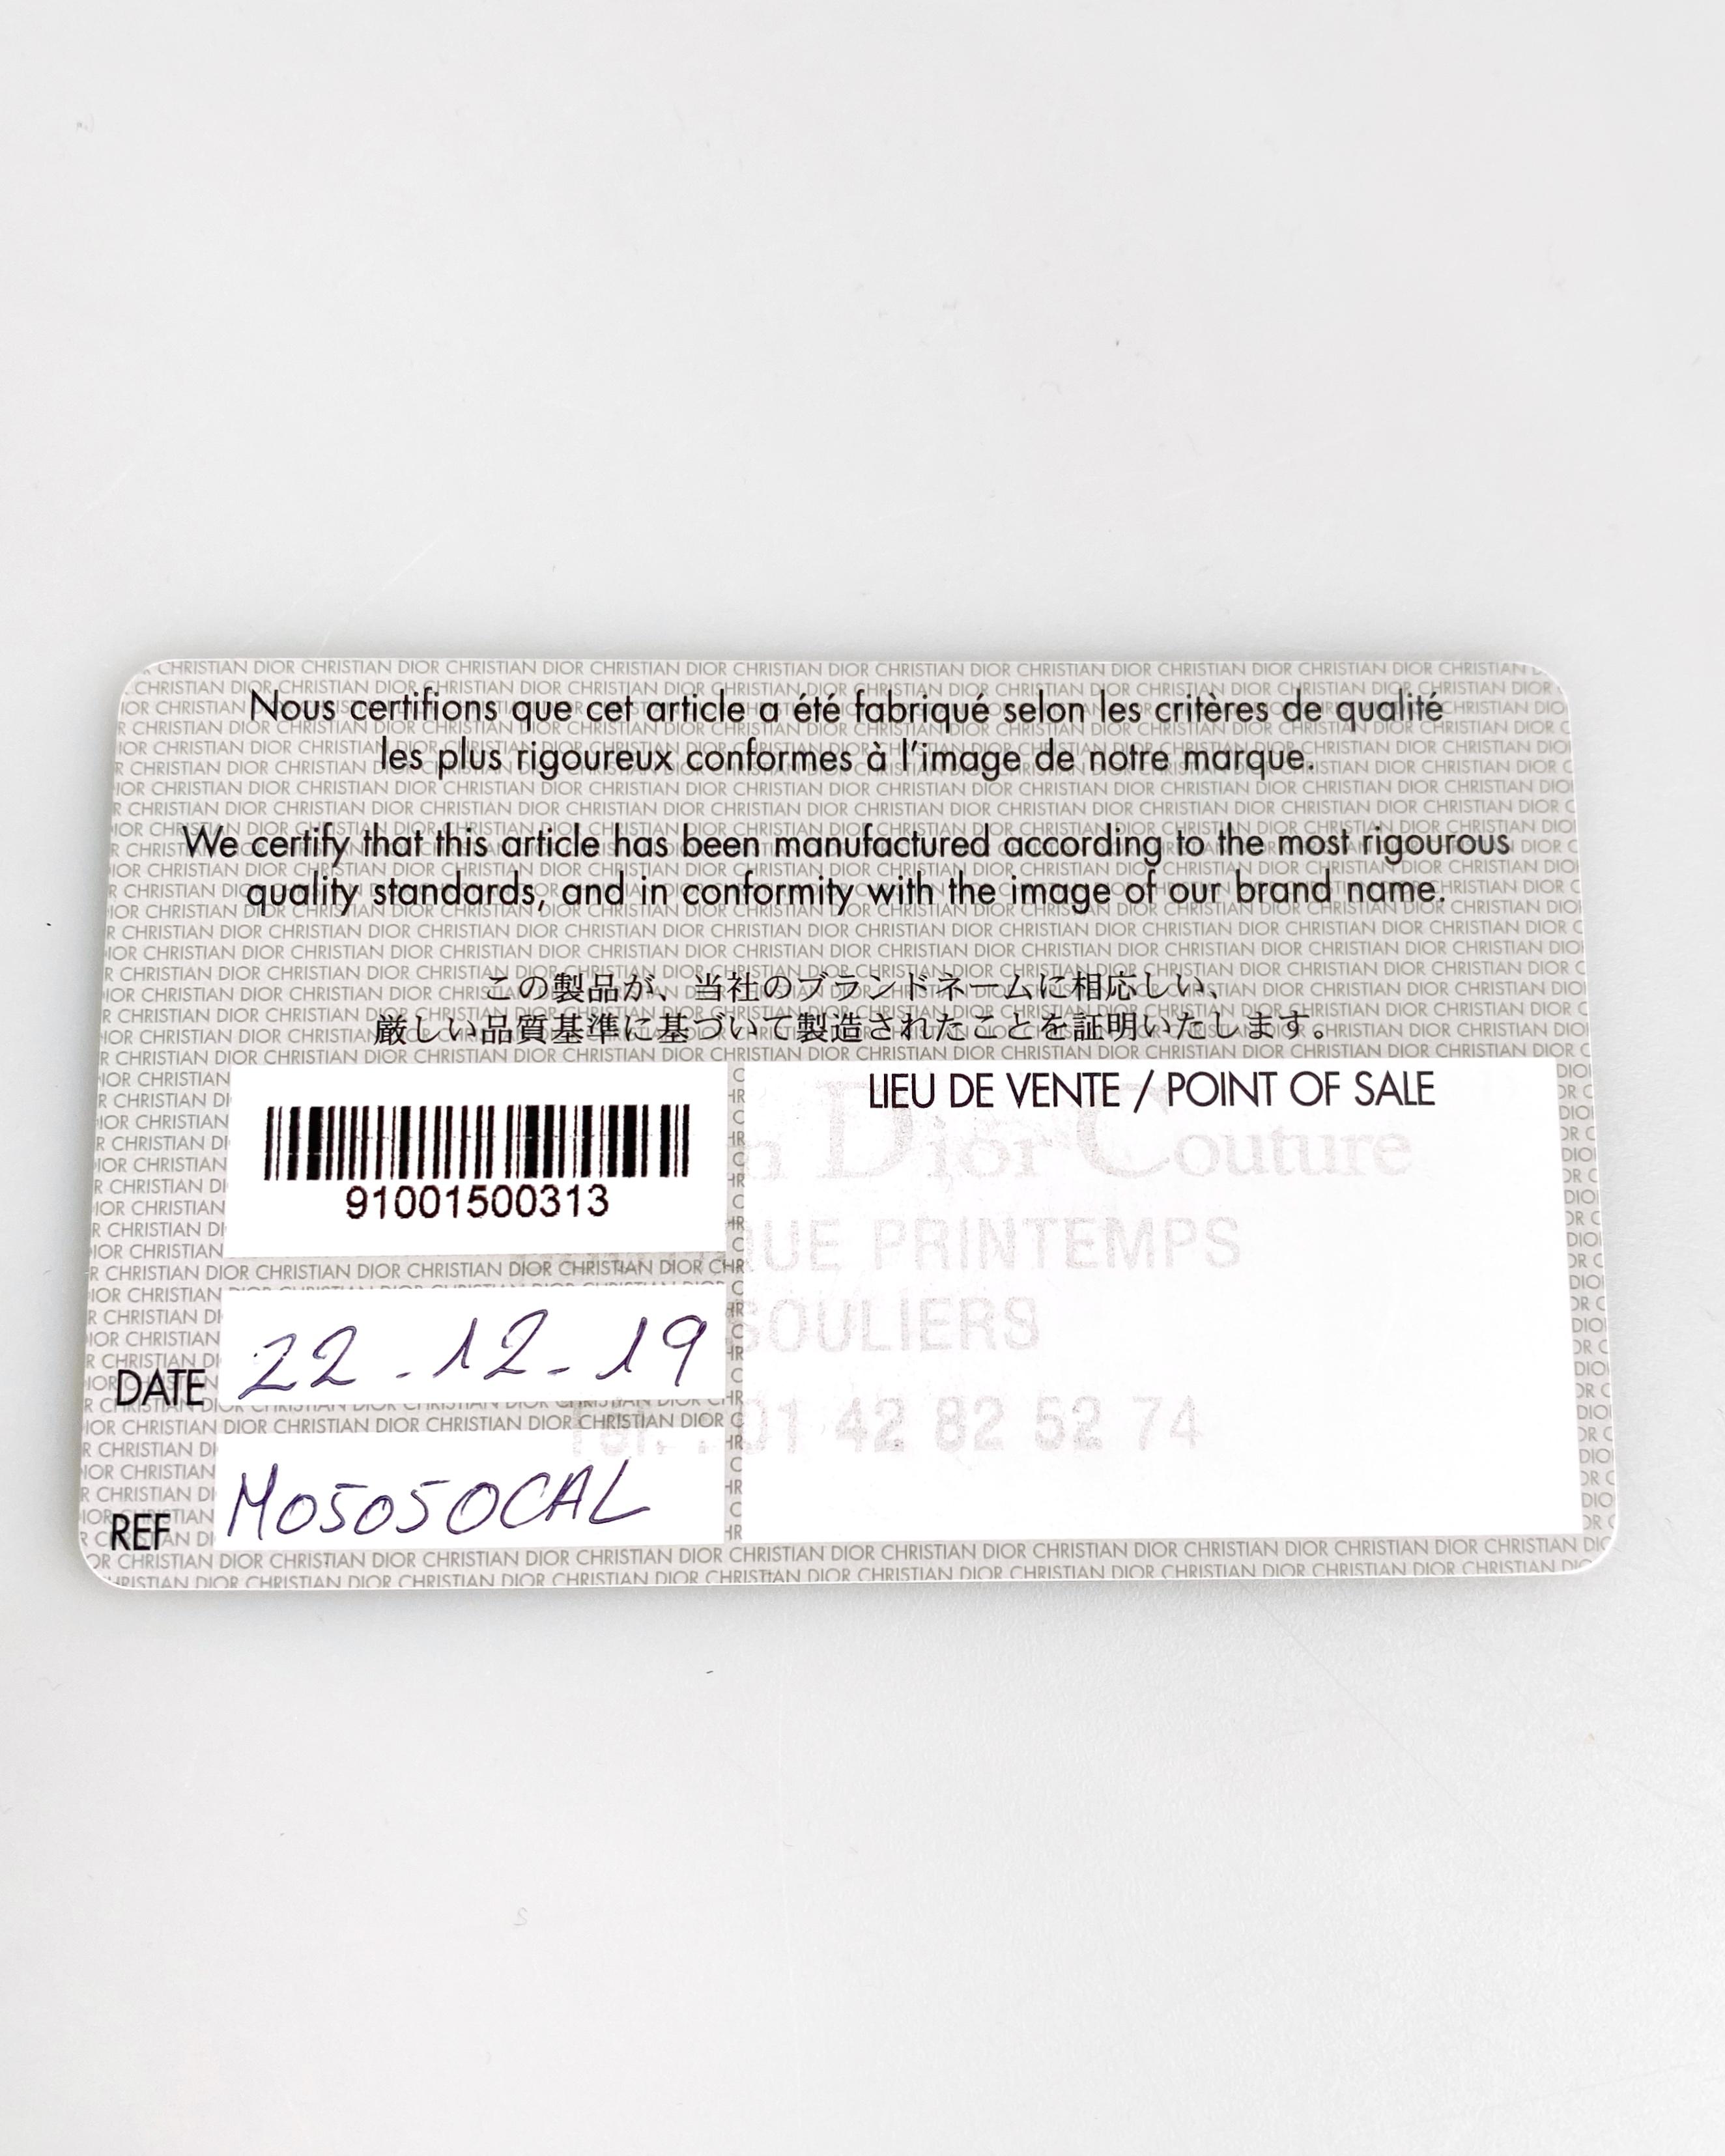 Nous certifions que cet article a été fabriqué selon les critères de qualité
les plus rigoureux conformes à l'image de notre marque.
We certify that this article has been manufactured according to the most rigourous
quality standards, and in conformity with the image of our brand name.
この製品が、当社のブランドネームに相応しい、
厳しい品質基準に基づいて製造されたことを証明いたします。
91001500313
DATE 22-12-19
REF M05050CAL
LIEU DE VENTE / POINT OF SALE
Dior Couture
PRINTEMPS
SOULIERS
Tél. : 01 42 82 52 74